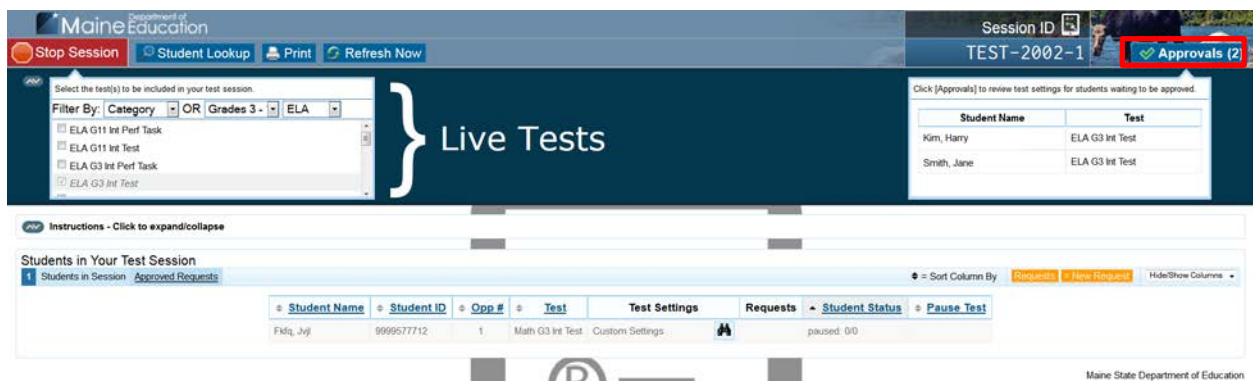 Maine Department of Education
Session ID
Stop Session Student Lookup Print Refresh Now
TEST-2002-1
Approvals (2)
Select the test(s) to be included in your test session.
Filter By: Category OR Grades 3 - ELA
ELA G11 Int Perf Task
ELA G11 Int Test
ELA G3 Int Perf Task
ELA G3 Int Test
} Live Tests
Click [Approvals] to review test settings for students waiting to be approved.
Student Name Test
Kim, Harry ELA G3 Int Test
Smith, Jane ELA G3 Int Test
Instructions - Click to expand/collapse
Students in Your Test Session
1 Students in Session Approved Requests
= Sort Column By Requests = New Request Hide/Show Columns
Student Name Student ID Opp # Test Test Settings Requests Student Status Pause Test
9999577712 1 Math G3 Int Test Custom Settings paused: 0/0
Maine State Department of Education